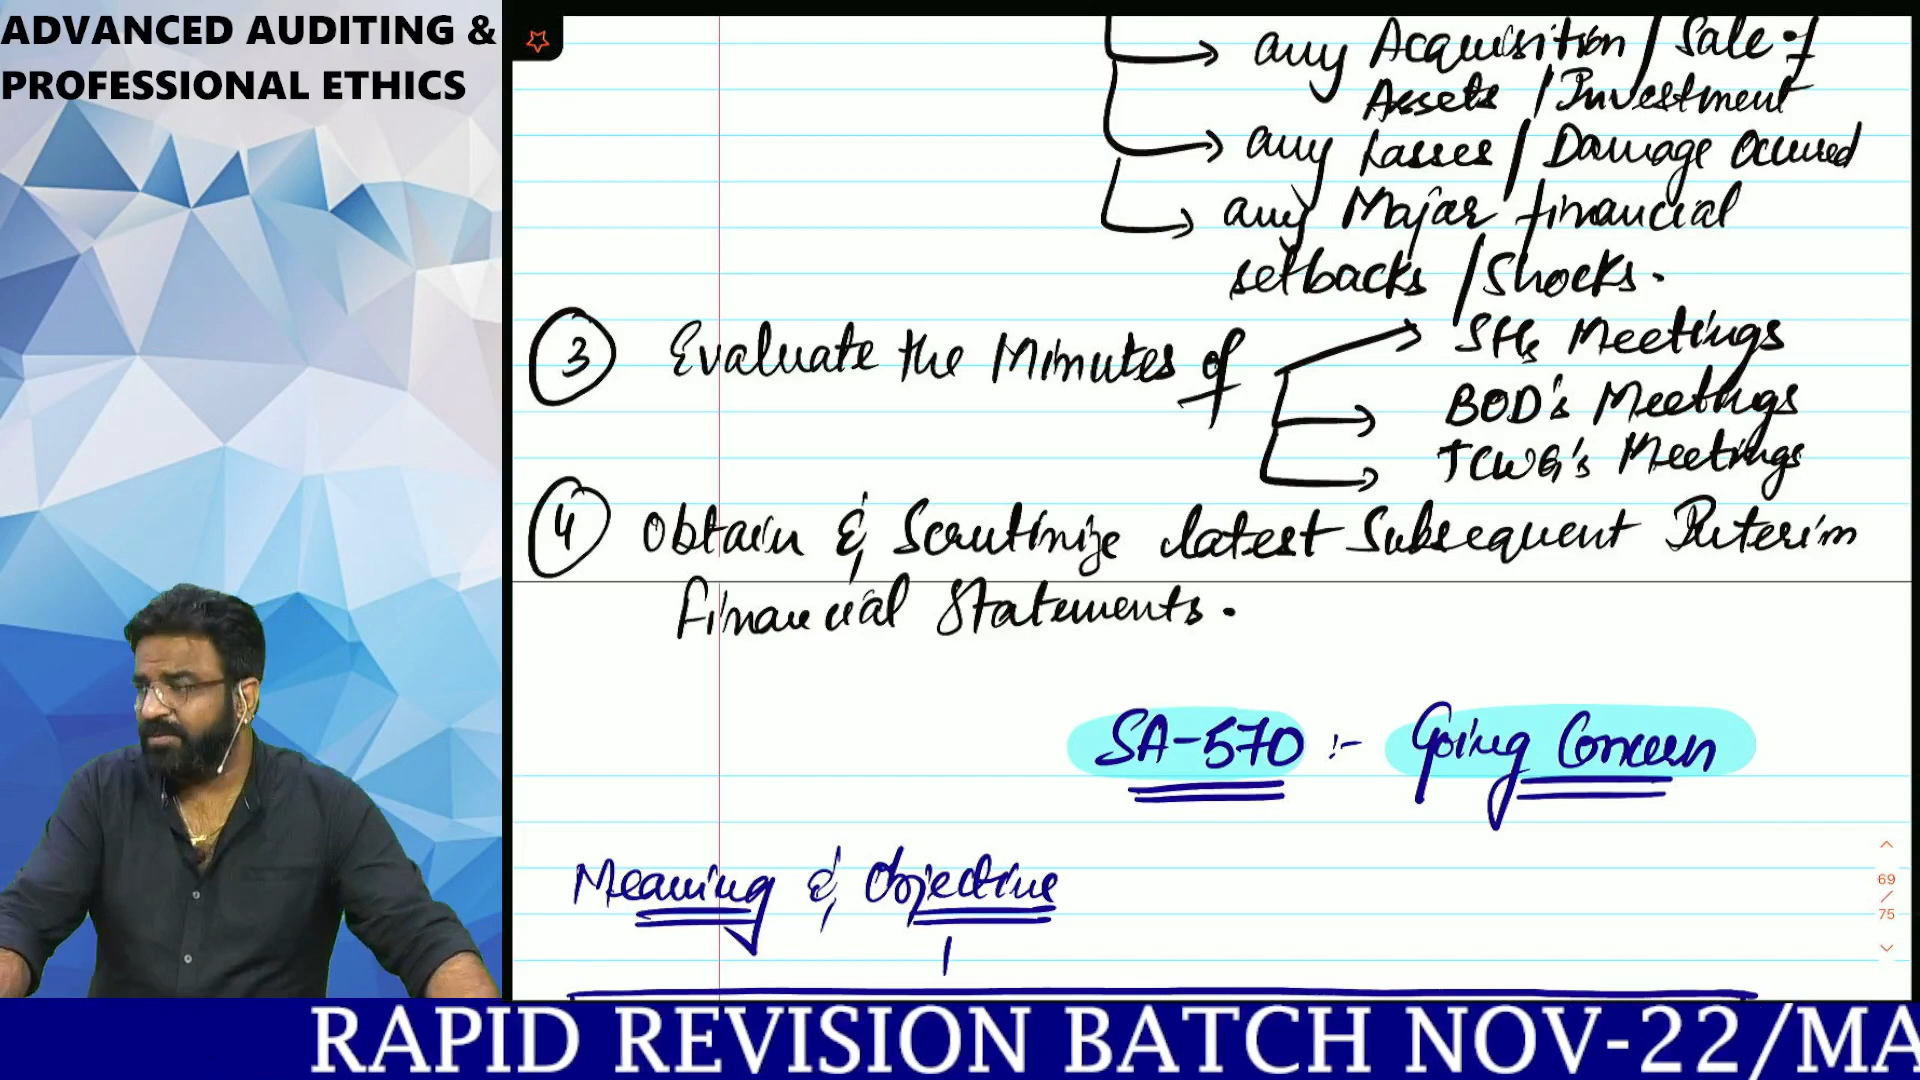 ADVANCED AUDITING &
PROFESSIONAL ETHICS
any Acquisition / Sale of
Assets / Investment
any Losses / Damage Occured
any Major financial
setbacks / Shocks.
3 Evaluate the Minutes of
SHs Meetings
BOD's Meetings
TCWG's Meetings
4 Obtain & Scrutinize latest Subsequent Interim
Financial Statements.
SA-570 :- Going Concern
Meaning & Objective
69
/
75
RAPID REVISION BATCH NOV-22/MA